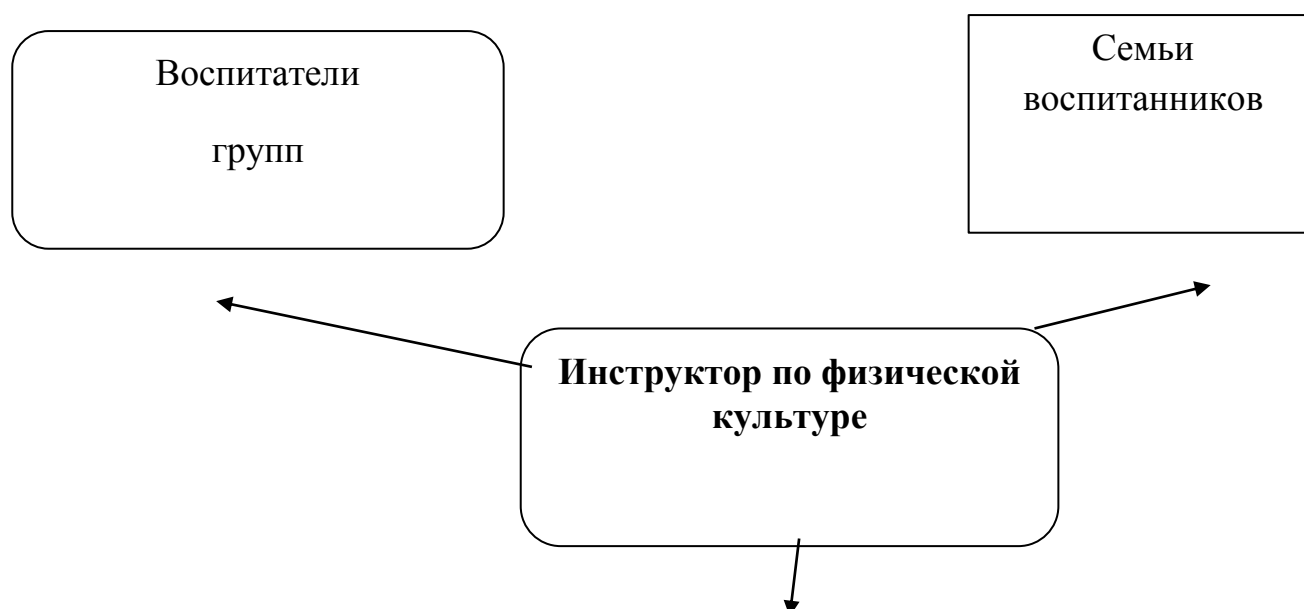 Воспитатели
групп
Семьи
воспитанников
Инструктор по физической
культуре